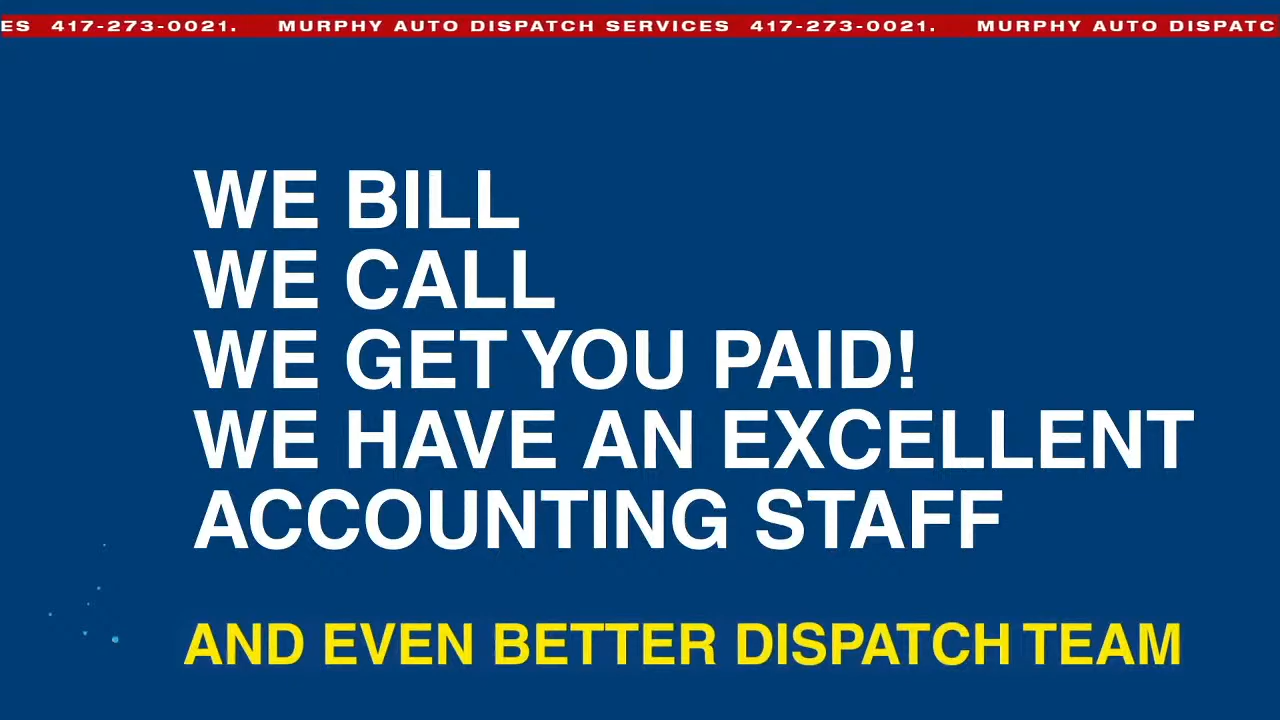 ES 417-273-0021. MURPHY AUTO DISPATCH SERVICES 417-273-0021. MURPHY AUTO DISPATC
WE BILL
WE CALL
WE GET YOU PAID!
WE HAVE AN EXCELLENT
ACCOUNTING STAFF
AND EVEN BETTER DISPATCH TEAM